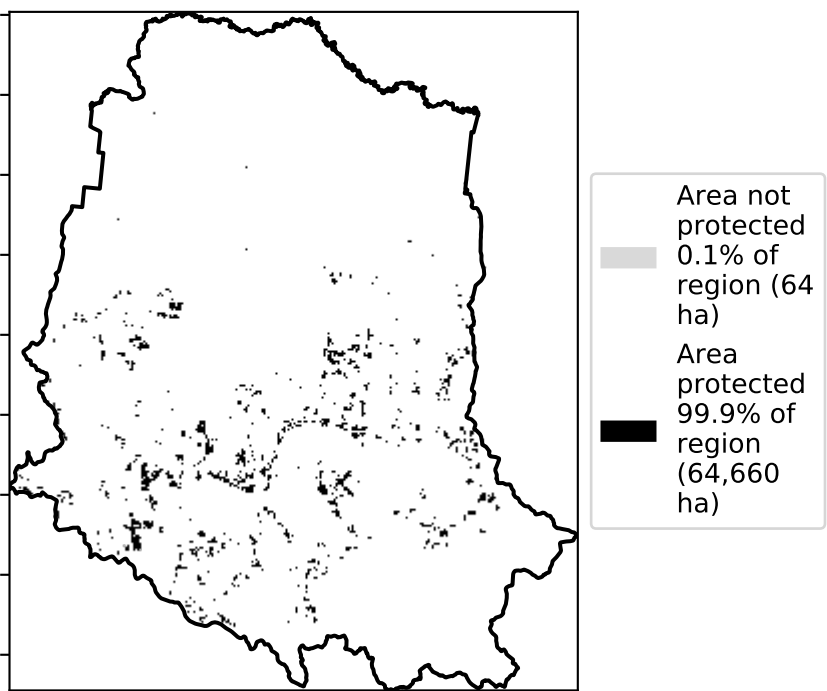 Area not
protected
0.1% of
region (64
ha)
Area
protected
99.9% of
region
(64,660
ha)